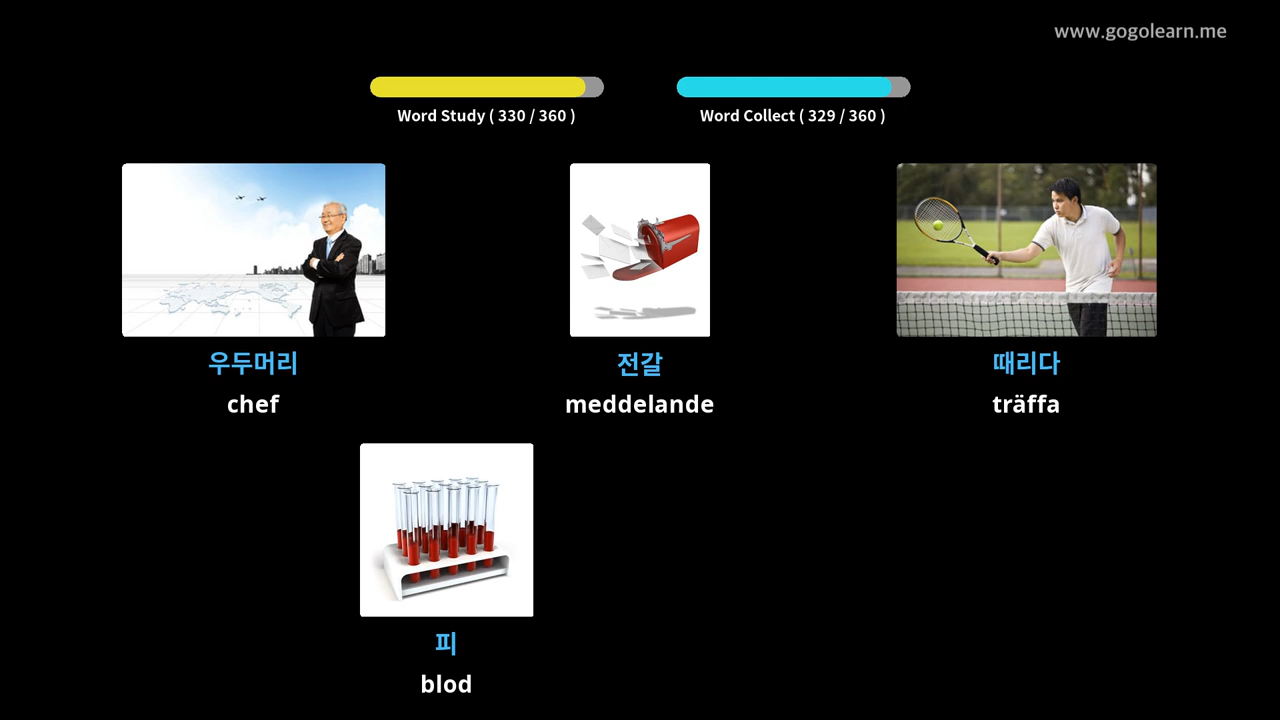 www.gogolearn.me
Word Study ( 330 / 360 )
Word Collect ( 329 / 360 )
우두머리
chef
전갈
meddelande
때리다
träffa
피
blod